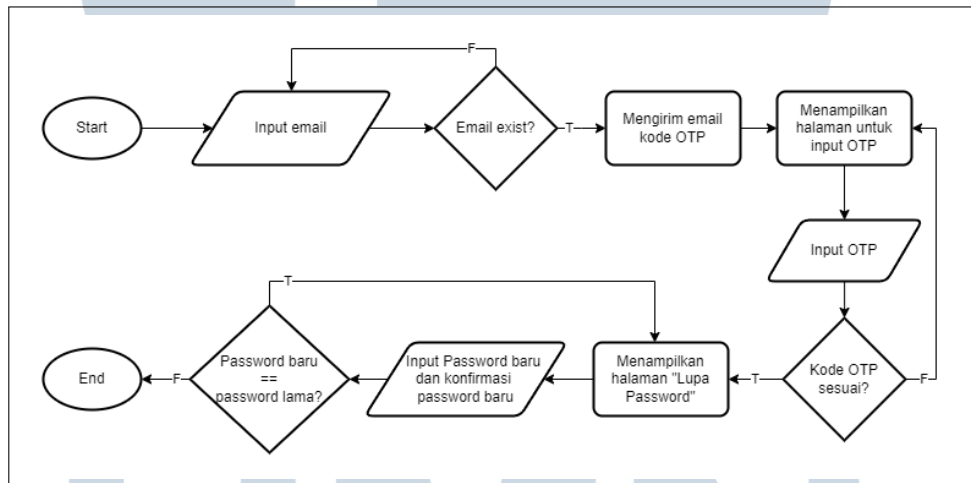 F
Start
Input email
Email exist?
T
Mengirim email
kode OTP
Menampilkan
halaman untuk
input OTP
Input OTP
Kode OTP
sesuai?
F
T
Menampilkan
halaman "Lupa
Password"
Input Password baru
dan konfirmasi
password baru
T
Password baru
==
password lama?
F
End